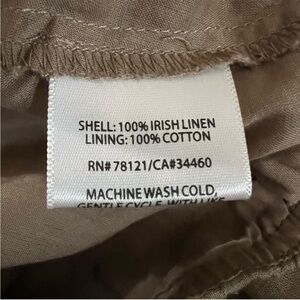 SHELL: 100% IRISH LINEN
LINING: 100% COTTON
RN# 78121/CA# 34460
MACHINE WASH COLD,
GENTLE CYCLE, WITH LIKE